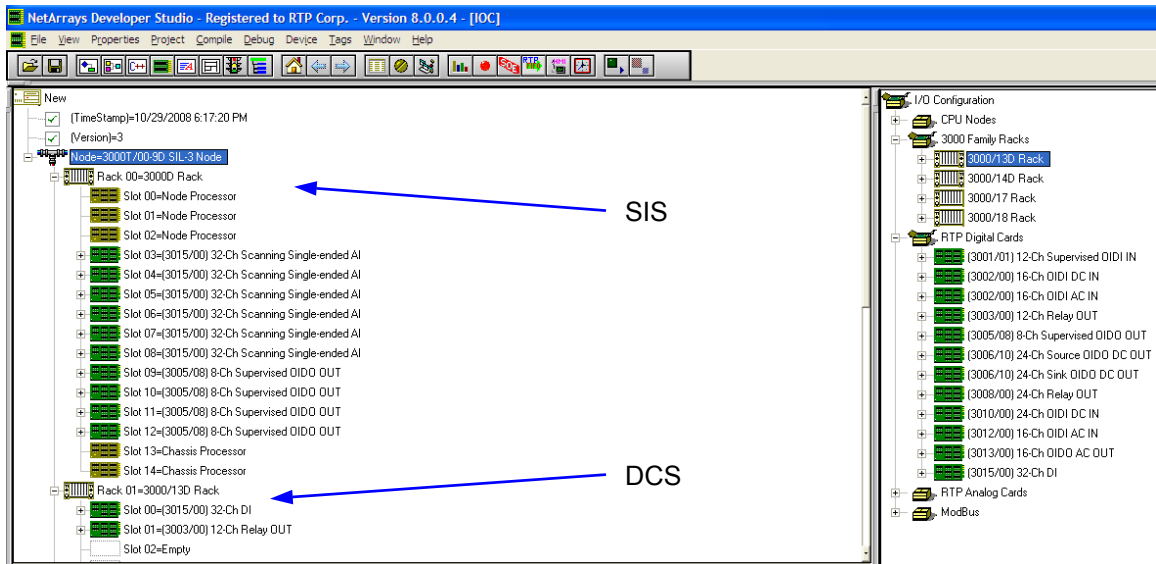 NetArrays Developer Studio - Registered to RTP Corp. - Version 8.0.0.4 - [IOC]
File View Properties Project Compile Debug Device Tags Window Help
C++
SOE
RTP
New
(TimeStamp)=10/29/2008 6:17:20 PM
(Version)=3
Node=3000T/00-9D SIL-3 Node
Rack 00=3000D Rack
Slot 00=Node Processor
Slot 01=Node Processor
Slot 02=Node Processor
Slot 03=(3015/00) 32-Ch Scanning Single-ended AI
Slot 04=(3015/00) 32-Ch Scanning Single-ended AI
Slot 05=(3015/00) 32-Ch Scanning Single-ended AI
Slot 06=(3015/00) 32-Ch Scanning Single-ended AI
Slot 07=(3015/00) 32-Ch Scanning Single-ended AI
Slot 08=(3015/00) 32-Ch Scanning Single-ended AI
Slot 09=(3005/08) 8-Ch Supervised OIDO OUT
Slot 10=(3005/08) 8-Ch Supervised OIDO OUT
Slot 11=(3005/08) 8-Ch Supervised OIDO OUT
Slot 12=(3005/08) 8-Ch Supervised OIDO OUT
Slot 13=Chassis Processor
Slot 14=Chassis Processor
Rack 01=3000/13D Rack
Slot 00=(3015/00) 32-Ch DI
Slot 01=(3003/00) 12-Ch Relay OUT
Slot 02=Empty
SIS
DCS
I/O Configuration
CPU Nodes
3000 Family Racks
3000/13D Rack
3000/14D Rack
3000/17 Rack
3000/18 Rack
RTP Digital Cards
(3001/01) 12-Ch Supervised OIDI IN
(3002/00) 16-Ch OIDI DC IN
(3002/00) 16-Ch OIDI AC IN
(3003/00) 12-Ch Relay OUT
(3005/08) 8-Ch Supervised OIDO OUT
(3006/10) 24-Ch Source OIDO DC OUT
(3006/10) 24-Ch Sink OIDO DC OUT
(3008/00) 24-Ch Relay OUT
(3010/00) 24-Ch OIDI DC IN
(3012/00) 16-Ch OIDI AC IN
(3013/00) 16-Ch OIDO AC OUT
(3015/00) 32-Ch DI
RTP Analog Cards
ModBus